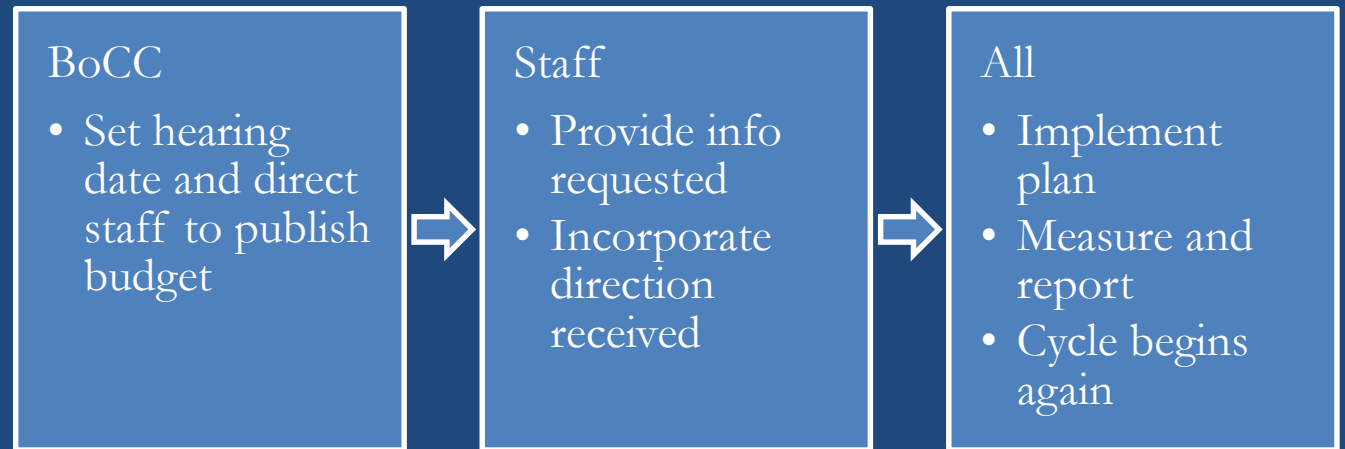 BoCC
• Set hearing
date and direct
staff to publish
budget
Staff
• Provide info
requested
• Incorporate
direction
received
All
• Implement
plan
• Measure and
report
• Cycle begins
again